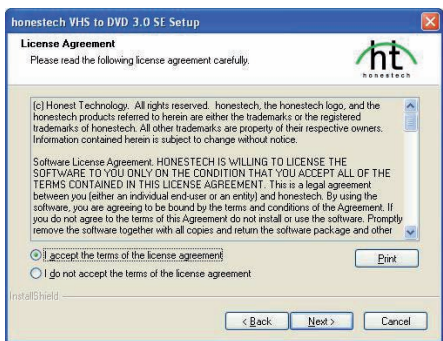 honestech VHS to DVD 3.0 SE Setup
License Agreement
Please read the following license agreement carefully.
ht
honestech
(c) Honest Technology. All rights reserved. honestech, the honestech logo, and the
honestech products referred to herein are either the trademarks or the registered
trademarks of honestech. All other trademarks are property of their respective owners.
Information contained herein is subject to change without notice.
Software License Agreement. HONESTECH IS WILLING TO LICENSE THE
SOFTWARE TO YOU ONLY ON THE CONDITION THAT YOU ACCEPT ALL OF THE
TERMS CONTAINED IN THIS LICENSE AGREEMENT. This is a legal agreement
between you (either an individual end-user or an entity) and honestech. By using the
software, you are agreeing to be bound by the terms and conditions of the Agreement. If
you do not agree to the terms of this Agreement do not install or use the software. Promptly
remove the software together with all copies and return the software package and other
I accept the terms of the license agreement
Print
I do not accept the terms of the license agreement
InstallShield
< Back
Next >
Cancel